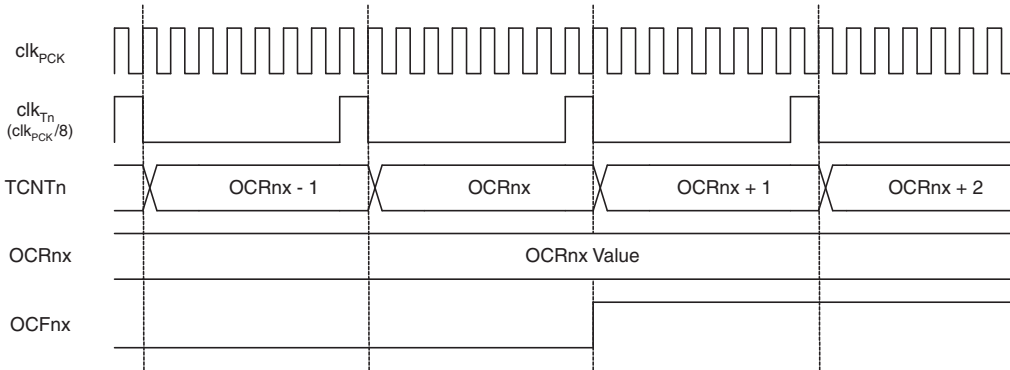 clkPCK
clkTn
(clkPCK/8)
TCNTn OCRnx - 1 OCRnx OCRnx + 1 OCRnx + 2
OCRnx OCRnx Value
OCFnx